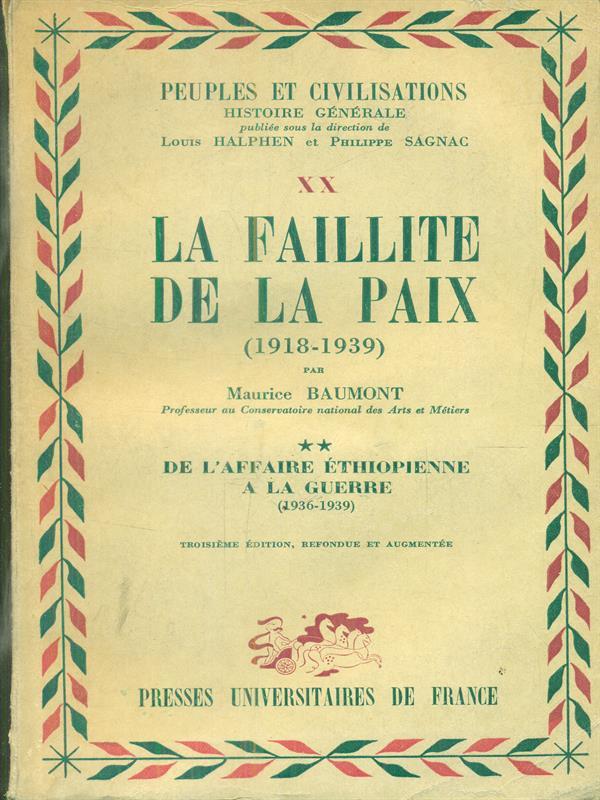 PEUPLES ET CIVILISATIONS
HISTOIRE GÉNÉRALE
publiée sous la direction de
LOUIS HALPHEN et PHILIPPE SAGNAC
XX
LA FAILLITE
DE LA PAIX
(1918-1939)
PAR
Maurice BAUMONT
Professeur au Conservatoire national des Arts et Métiers
★★
DE L'AFFAIRE ÉTHIOPIENNE
A LA GUERRE
(1936-1939)
TROISIÈME ÉDITION, REFONDUE ET AUGMENTÉE
PRESSES UNIVERSITAIRES DE FRANCE